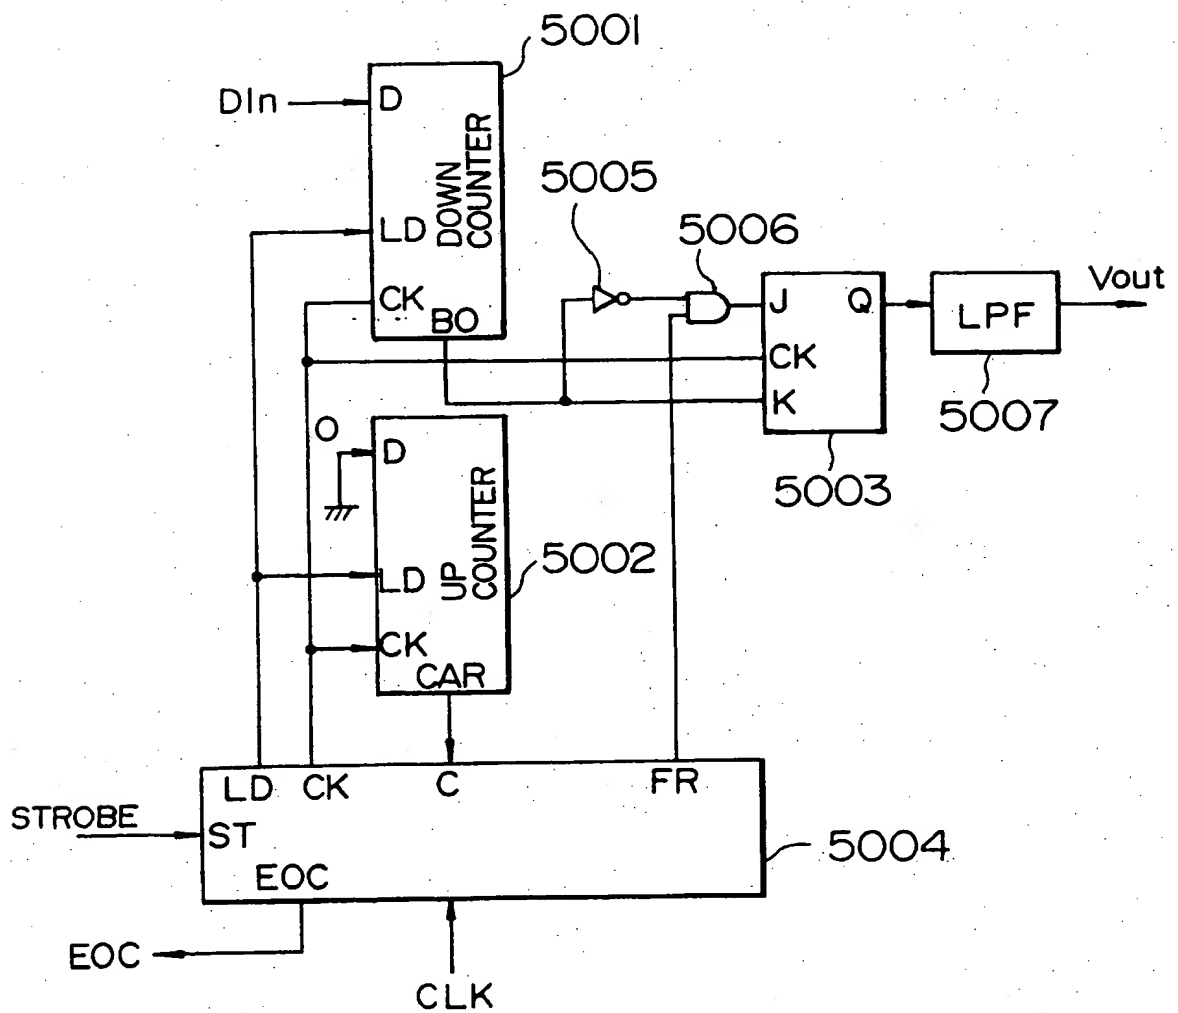 5001
DIn
D
DOWN
COUNTER
LD
CK
BO
5005
5006
J
Q
CK
K
5003
LPF
5007
Vout
0
D
UP
COUNTER
LD
CK
CAR
5002
LD
CK
C
FR
STROBE
ST
EOC
5004
EOC
CLK